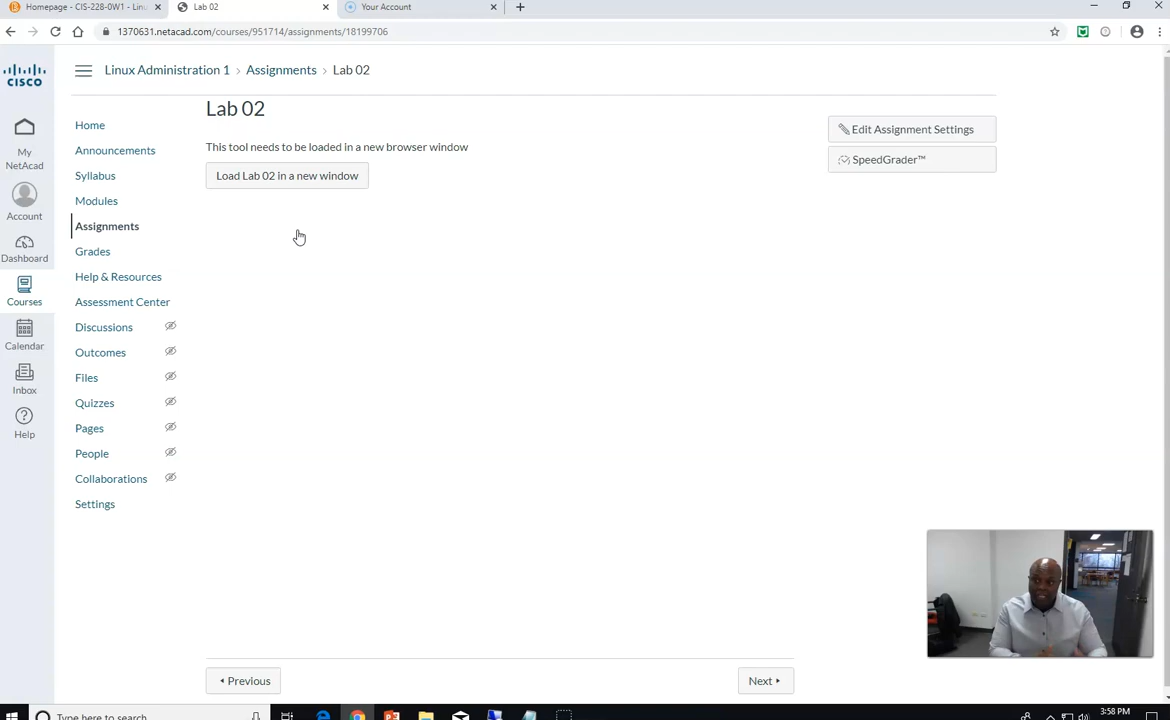 Homepage - CIS-228-0W1 - Lin
Lab 02
Your Account
1370631.netacad.com/courses/951714/assignments/18199706
CISCO
Linux Administration 1 › Assignments › Lab 02
My NetAcad
Account
Dashboard
Courses
Calendar
Inbox
Help
Home
Announcements
Syllabus
Modules
Assignments
Grades
Help & Resources
Assessment Center
Discussions
Outcomes
Files
Quizzes
Pages
People
Collaborations
Settings
Lab 02
This tool needs to be loaded in a new browser window
Load Lab 02 in a new window
Edit Assignment Settings
SpeedGrader™
Previous
Next
Type here to search
3:58 PM